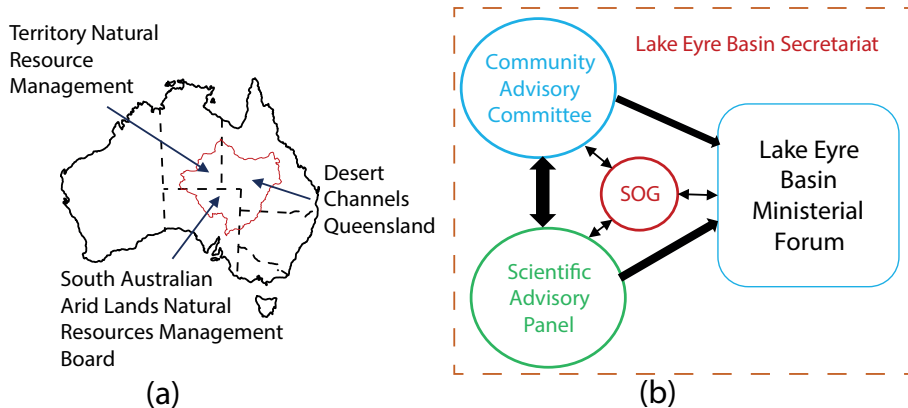 Territory Natural
Resource
Management
Desert
Channels
Queensland
South Australian
Arid Lands Natural
Resources Management
Board
(a)
Lake Eyre Basin Secretariat
Community
Advisory
Committee
SOG
Lake Eyre
Basin
Ministerial
Forum
Scientific
Advisory
Panel
(b)